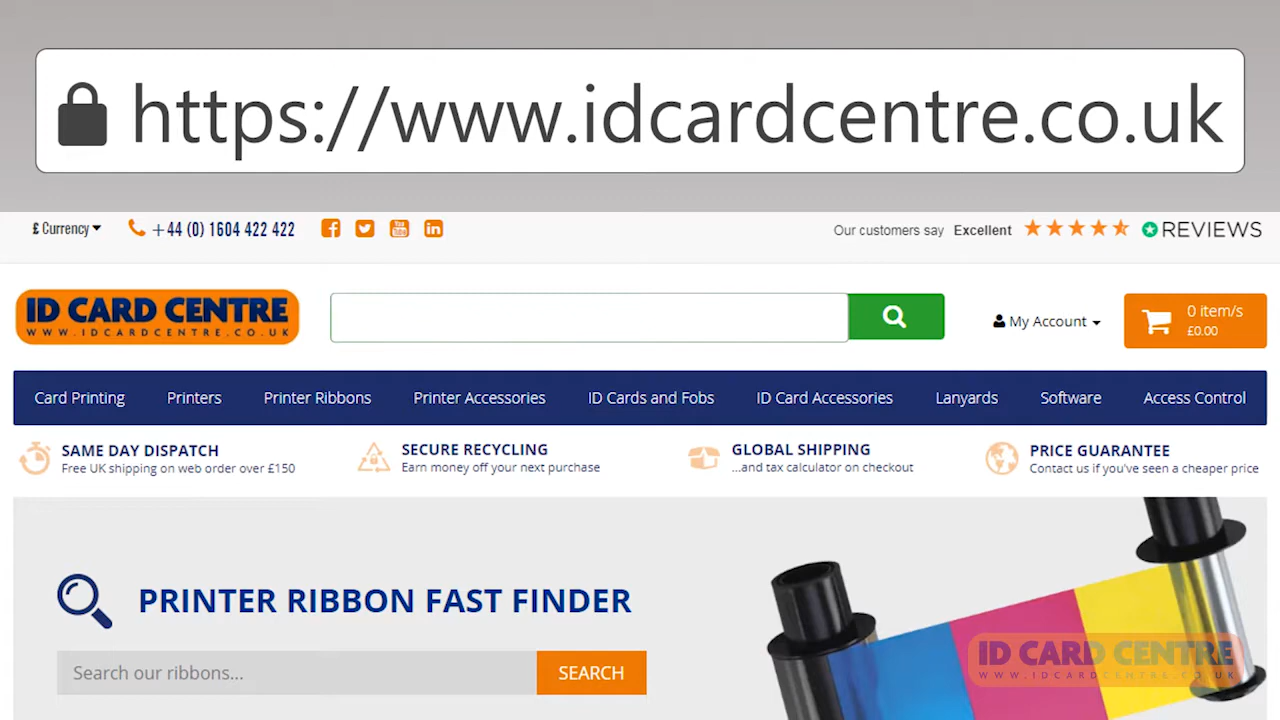 https://www.idcardcentre.co.uk
£ Currency
+44 (0) 1604 422 422
You Tube
Our customers say Excellent
REVIEWS
ID CARD CENTRE
WWW.IDCARDCENTRE.CO.UK
My Account
0 item/s
£0.00
Card Printing Printers Printer Ribbons Printer Accessories ID Cards and Fobs ID Card Accessories Lanyards Software Access Control
SAME DAY DISPATCH
Free UK shipping on web order over £150
SECURE RECYCLING
Earn money off your next purchase
GLOBAL SHIPPING
...and tax calculator on checkout
PRICE GUARANTEE
Contact us if you've seen a cheaper price
PRINTER RIBBON FAST FINDER
Search our ribbons...
SEARCH
ID CARD CENTRE
WWW.IDCARDCENTRE.CO.UK